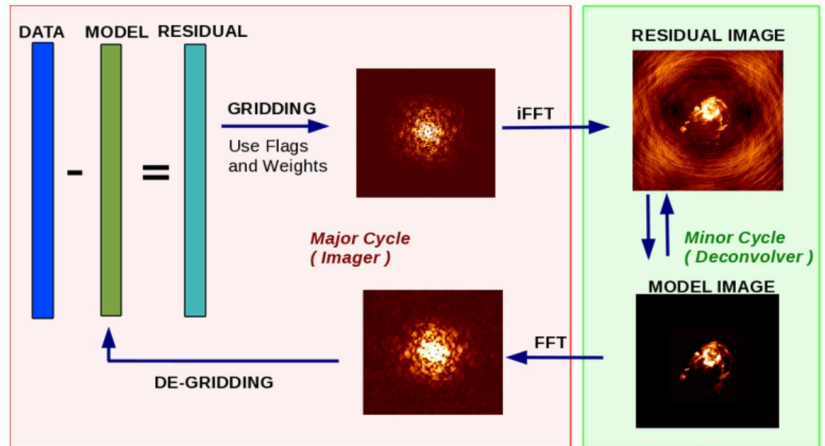 DATA
MODEL
RESIDUAL
-
=
GRIDDING
Use Flags
and Weights
iFFT
RESIDUAL IMAGE
Major Cycle
( Imager )
Minor Cycle
( Deconvolver )
MODEL IMAGE
FFT
DE-GRIDDING